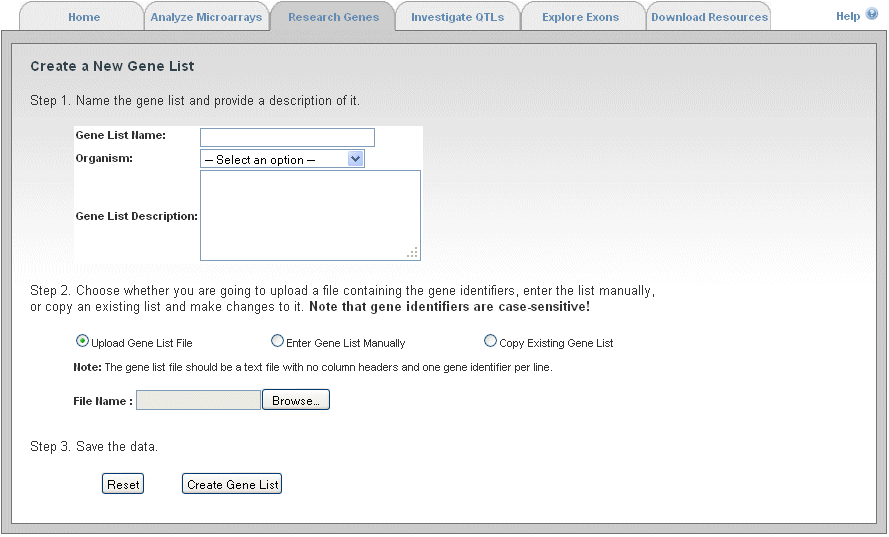 Home Analyze Microarrays Research Genes Investigate QTLs Explore Exons Download Resources Help
Create a New Gene List
Step 1. Name the gene list and provide a description of it.
Gene List Name:
Organism: -- Select an option --
Gene List Description:
Step 2. Choose whether you are going to upload a file containing the gene identifiers, enter the list manually,
or copy an existing list and make changes to it. Note that gene identifiers are case-sensitive!
Upload Gene List File Enter Gene List Manually Copy Existing Gene List
Note: The gene list file should be a text file with no column headers and one gene identifier per line.
File Name : Browse...
Step 3. Save the data.
Reset Create Gene List